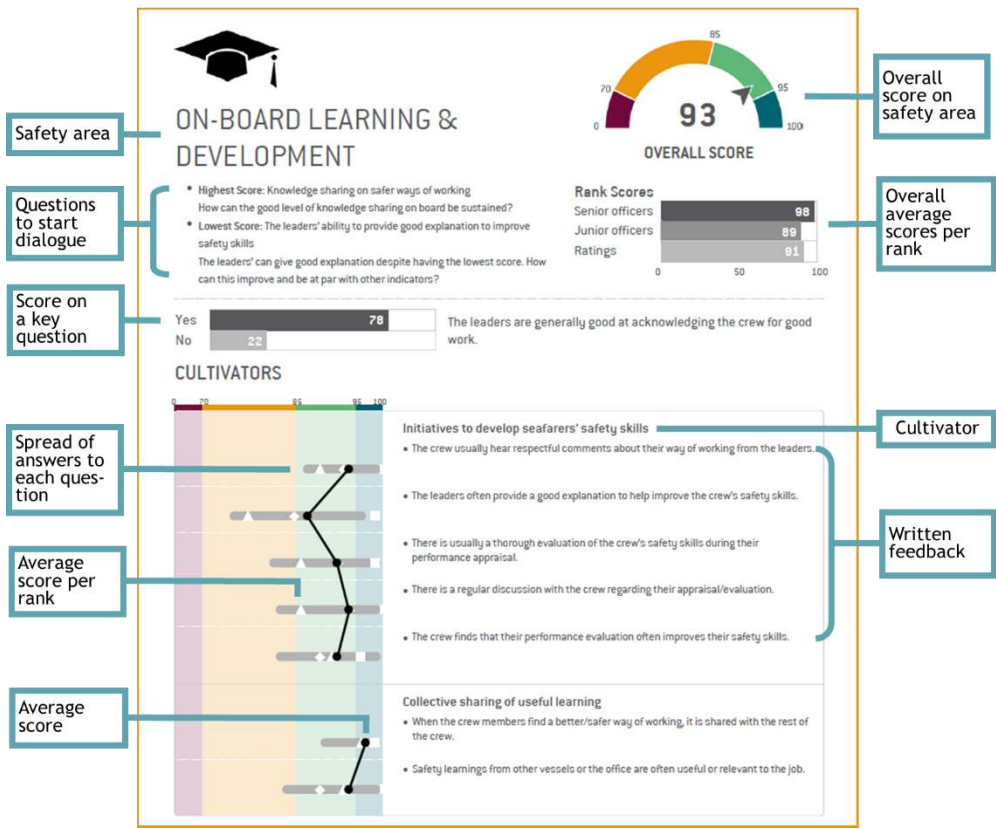 85
70
95
0
100
93
OVERALL SCORE
Overall
score on
safety area
Safety area
ON-BOARD LEARNING &
DEVELOPMENT
Questions
to start
dialogue
• Highest Score: Knowledge sharing on safer ways of working
How can the good level of knowledge sharing on board be sustained?
• Lowest Score: The leaders' ability to provide good explanation to improve
safety skills
The leaders' can give good explanation despite having the lowest score. How
can this improve and be at par with other indicators?
Rank Scores
Senior officers 98
Junior officers 89
Ratings 91
0 50 100
Overall
average
scores per
rank
Score on
a key
question
Yes 78
No 22
The leaders are generally good at acknowledging the crew for good
work.
CULTIVATORS
0 70 85 95 100
Initiatives to develop seafarers' safety skills
Cultivator
• The crew usually hear respectful comments about their way of working from the leaders.
Spread of
answers to
each ques-
tion
• The leaders often provide a good explanation to help improve the crew's safety skills.
• There is usually a thorough evaluation of the crew's safety skills during their
performance appraisal.
Written
feedback
Average
score per
rank
• There is a regular discussion with the crew regarding their appraisal/evaluation.
• The crew finds that their performance evaluation often improves their safety skills.
Average
score
Collective sharing of useful learning
• When the crew members find a better/safer way of working, it is shared with the rest of
the crew.
• Safety learnings from other vessels or the office are often useful or relevant to the job.